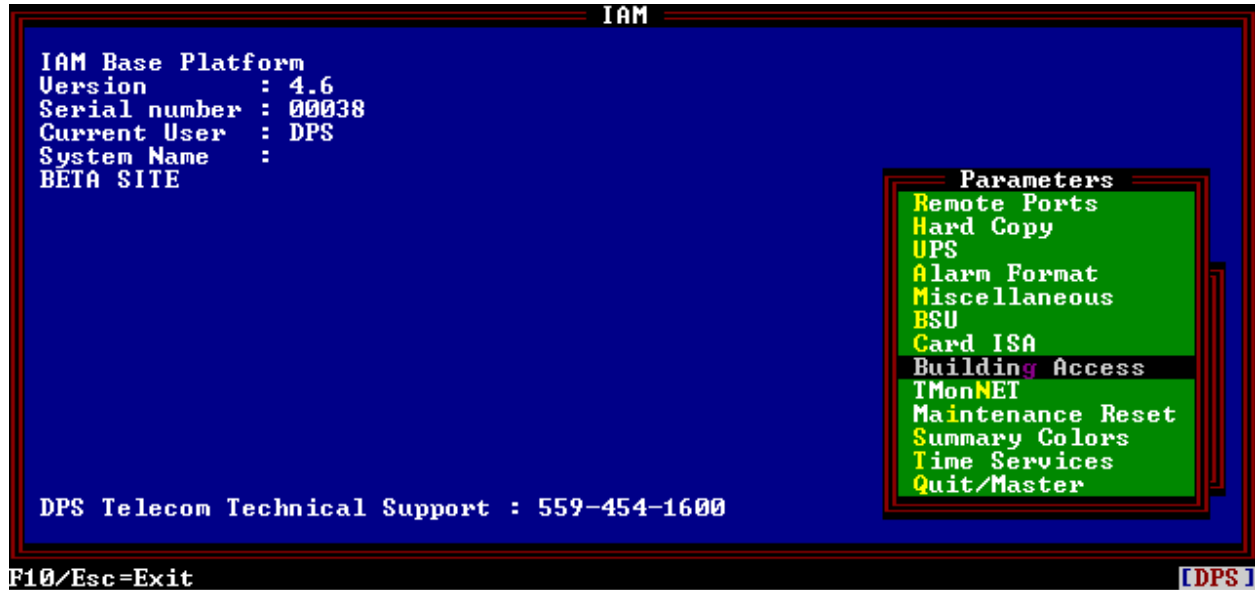 IAM
IAM Base Platform
Version : 4.6
Serial number : 00038
Current User : DPS
System Name :
BETA SITE
Parameters
Remote Ports
Hard Copy
UPS
Alarm Format
Miscellaneous
BSU
Card ISA
Building Access
TMonNET
Maintenance Reset
Summary Colors
Time Services
Quit/Master
DPS Telecom Technical Support : 559-454-1600
F10/Esc=Exit
[DPS]